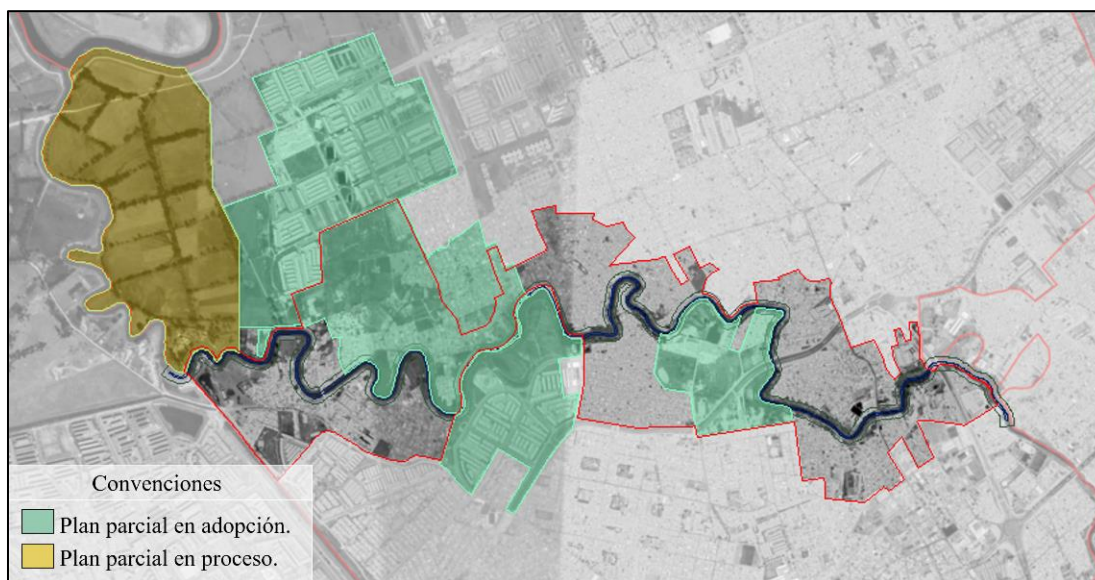 Convenciones
Plan parcial en adopción.
Plan parcial en proceso.